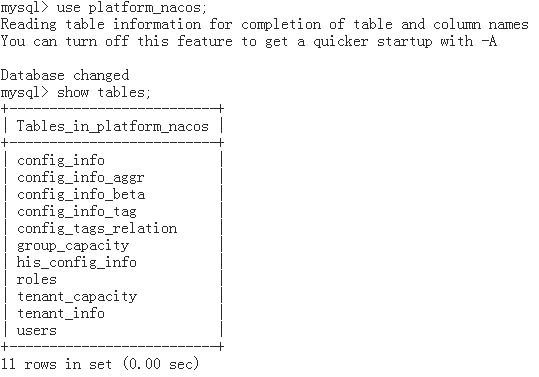 mysql> use platform_nacos;
Reading table information for completion of table and column names
You can turn off this feature to get a quicker startup with -A

Database changed
mysql> show tables;
+--------------------------+
| Tables_in_platform_nacos |
+--------------------------+
| config_info              |
| config_info_aggr         |
| config_info_beta         |
| config_info_tag          |
| config_tags_relation     |
| group_capacity           |
| his_config_info          |
| roles                    |
| tenant_capacity          |
| tenant_info              |
| users                    |
+--------------------------+
11 rows in set (0.00 sec)